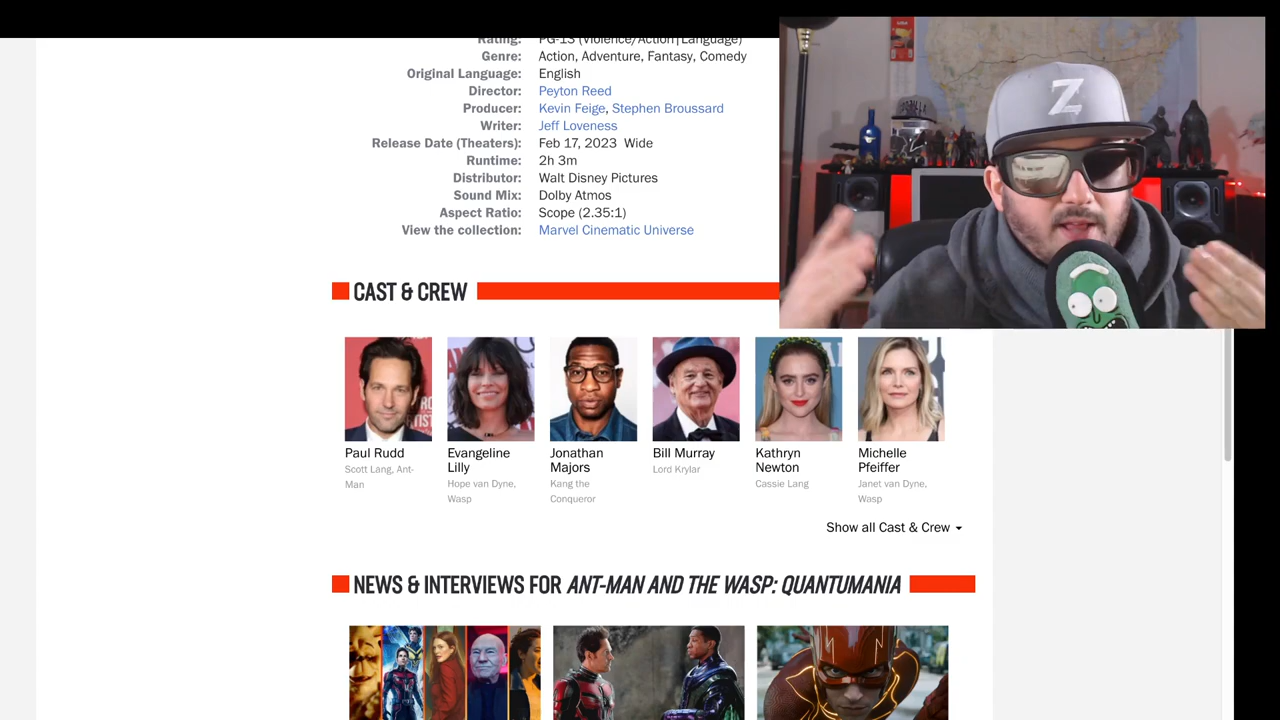 Rating: PG-13 (Violence/Action|Language)
Genre: Action, Adventure, Fantasy, Comedy
Original Language: English
Director: Peyton Reed
Producer: Kevin Feige, Stephen Broussard
Writer: Jeff Loveness
Release Date (Theaters): Feb 17, 2023 Wide
Runtime: 2h 3m
Distributor: Walt Disney Pictures
Sound Mix: Dolby Atmos
Aspect Ratio: Scope (2.35:1)
View the collection: Marvel Cinematic Universe
Z
CAST & CREW
Paul Rudd
Scott Lang, Ant-
Man
Evangeline
Lilly
Hope van Dyne,
Wasp
Jonathan
Majors
Kang the
Conqueror
Bill Murray
Lord Krylar
Kathryn
Newton
Cassie Lang
Michelle
Pfeiffer
Janet van Dyne,
Wasp
Show all Cast & Crew
NEWS & INTERVIEWS FOR ANT-MAN AND THE WASP: QUANTUMANIA